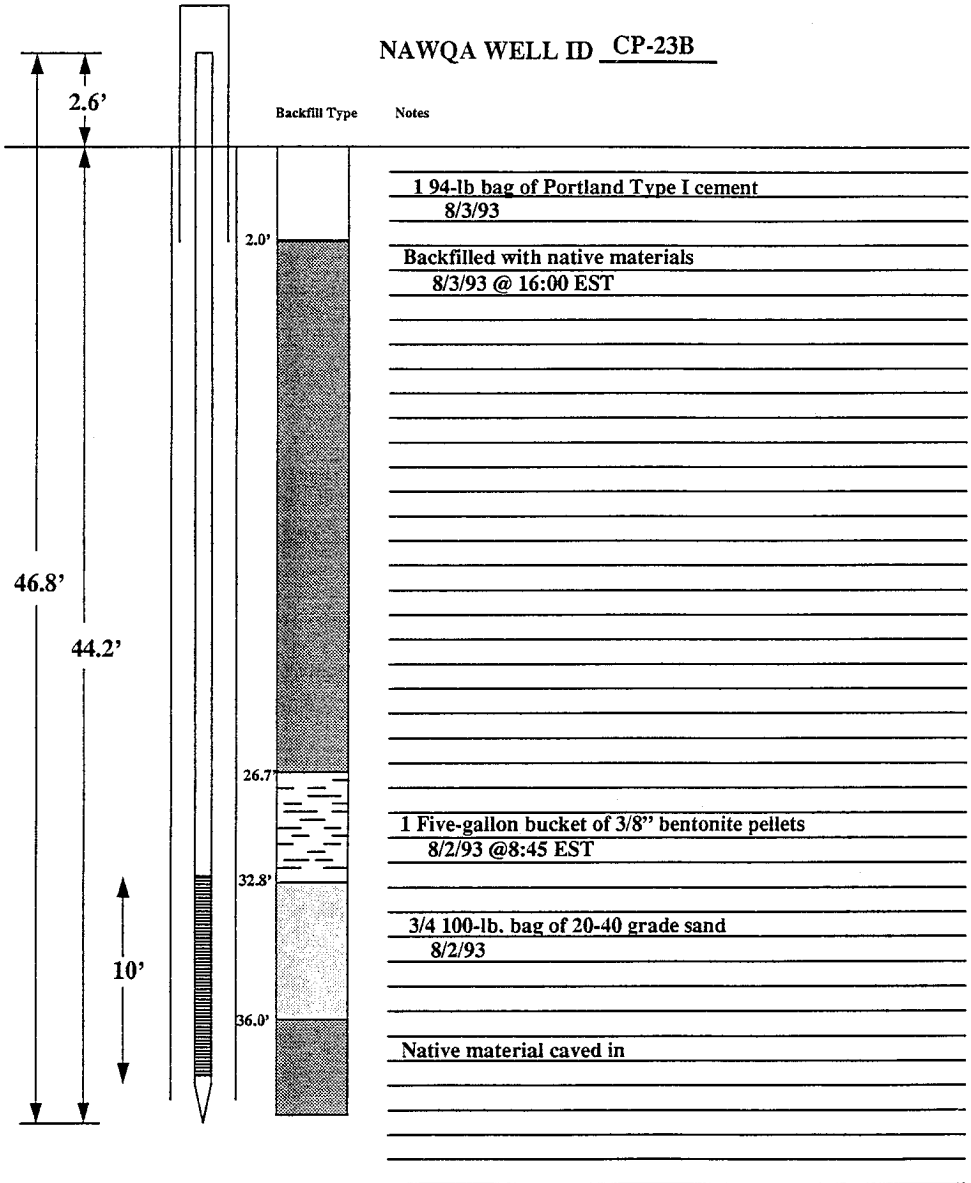 NAWQA WELL ID CP-23B
2.6’
Backfill Type Notes
1 94-lb bag of Portland Type I cement
8/3/93
2.0’
Backfilled with native materials
8/3/93 @ 16:00 EST
46.8’
44.2’
26.7’
1 Five-gallon bucket of 3/8” bentonite pellets
8/2/93 @8:45 EST
32.8’
3/4 100-lb. bag of 20-40 grade sand
8/2/93
10’
36.0’
Native material caved in